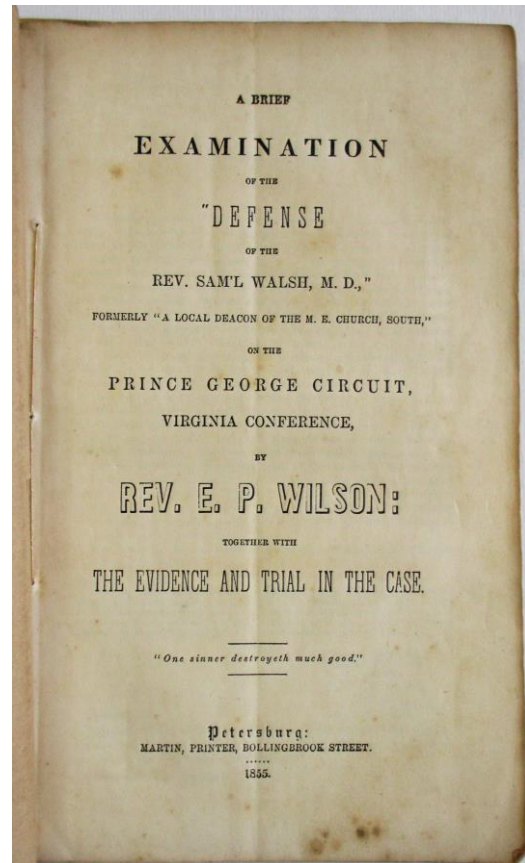 A BRIEF
EXAMINATION
OF THE
"DEFENSE
OF THE
REV. SAM'L WALSH, M. D.,"
FORMERLY "A LOCAL DEACON OF THE M. E. CHURCH, SOUTH,"
ON THE
PRINCE GEORGE CIRCUIT,
VIRGINIA CONFERENCE,
BY
REV. E. P. WILSON:
TOGETHER WITH
THE EVIDENCE AND TRIAL IN THE CASE.
"One sinner destroyeth much good."
Petersburg:
MARTIN, PRINTER, BOLLINGBROOK STREET.
......
1855.